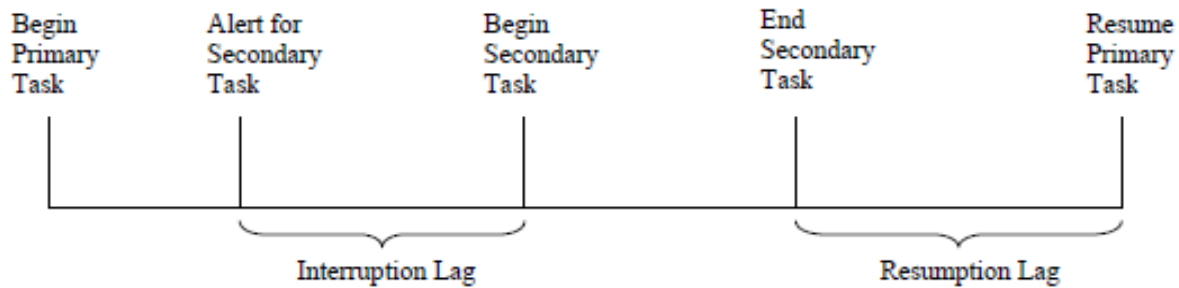 Begin
Primary
Task
Alert for
Secondary
Task
Begin
Secondary
Task
End
Secondary
Task
Resume
Primary
Task
Interruption Lag
Resumption Lag